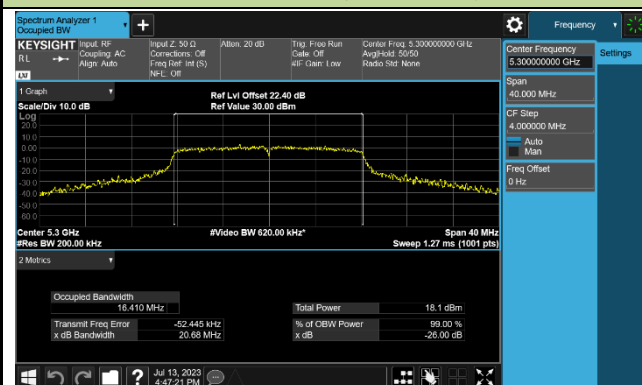 Spectrum Analyzer 1
Occupied BW
Frequency
KEYSIGHT
Input: RF
Coupling: AC
Align: Auto
Input Z: 50 Ω
Corrections: Off
Freq Ref: Int (S)
NFE: Off
Atten: 20 dB
Trig: Free Run
Gate: Off
#IF Gain: Low
Center Freq: 5.300000000 GHz
Avg|Hold: 50/50
Radio Std: None
RL
LXI
Center Frequency
5.300000000 GHz
Settings
Span
40.000 MHz
CF Step
4.000000 MHz
Auto
Man
Freq Offset
0 Hz
1 Graph
Scale/Div 10.0 dB
Ref Lvl Offset 22.40 dB
Ref Value 30.00 dBm
Log
20.0
10.0
0.00
-10.0
-20.0
-30.0
-40.0
-50.0
-60.0
Center 5.3 GHz
#Video BW 620.00 kHz*
Span 40 MHz
#Res BW 200.00 kHz
Sweep 1.27 ms (1001 pts)
2 Metrics
Occupied Bandwidth
16.410 MHz
Total Power
18.1 dBm
Transmit Freq Error
-52.445 kHz
% of OBW Power
99.00 %
x dB Bandwidth
20.68 MHz
x dB
-26.00 dB
?
Jul 13, 2023
4:47:21 PM